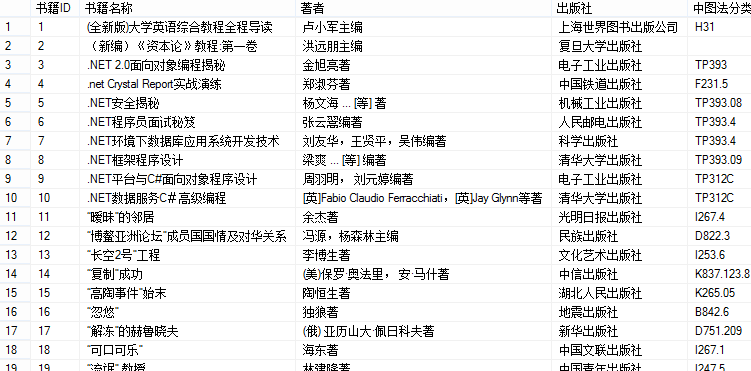 书籍ID 书籍名称 著者 出版社 中图法分类
1 1 (全新版)大学英语综合教程全程导读 卢小军主编 上海世界图书出版公司 H31
2 2 （新编）《资本论》教程:第一卷 洪远朋主编 复旦大学出版社
3 3 .NET 2.0面向对象编程揭秘 金旭亮著 电子工业出版社 TP393
4 4 .net Crystal Report实战演练 郑淑芬著 中国铁道出版社 F231.5
5 5 .NET安全揭秘 杨文海 ... [等] 著 机械工业出版社 TP393.08
6 6 .NET程序员面试秘笈 张云翯编著 人民邮电出版社 TP393.4
7 7 .NET环境下数据库应用系统开发技术 刘友华，王贤平，吴伟编著 科学出版社 TP393.4
8 8 .NET框架程序设计 梁爽 ... [等] 编著 清华大学出版社 TP393.09
9 9 .NET平台与C#面向对象程序设计 周羽明， 刘元婷编著 电子工业出版社 TP312C
10 10 .NET数据服务C＃高级编程 [英]Fabio Claudio Ferracchiati，[英]Jay Glynn等著 清华大学出版社 TP312C
11 11 "暧昧"的邻居 余杰著 光明日报出版社 I267.4
12 12 "博鳌亚洲论坛"成员国国情及对华关系 冯源，杨森林主编 民族出版社 D822.3
13 13 "长空2号"工程 李博生著 文化艺术出版社 I253.6
14 14 "复制"成功 (美)保罗·奥法里， 安·马什著 中信出版社 K837.123.8
15 15 "高陶事件"始末 陶恒生著 湖北人民出版社 K265.05
16 16 "忽悠" 独狼著 地震出版社 B842.6
17 17 "解冻"的赫鲁晓夫 (俄) 亚历山大·佩日科夫著 新华出版社 D751.209
18 18 "可口可乐" 海东著 中国文联出版社 I267.1
19 19 "流氓" 教授 林建隆著 中国青年出版社 I247.5